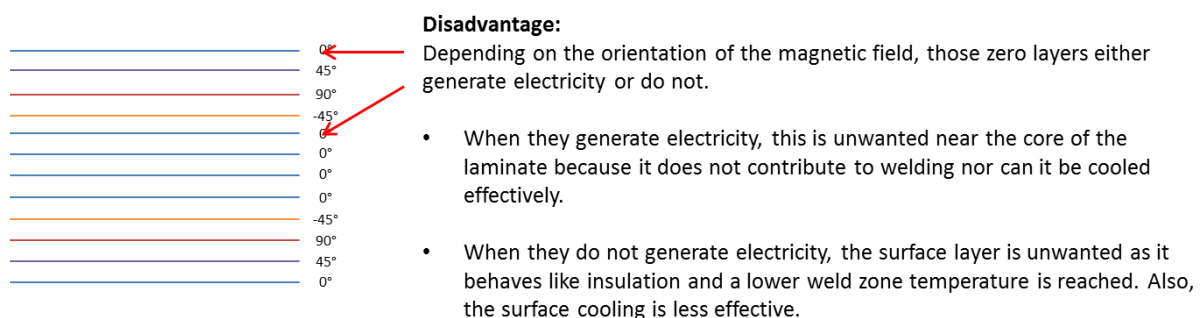 0°
45°
90°
-45°
0°
0°
0°
0°
-45°
90°
45°
0°
Disadvantage:
Depending on the orientation of the magnetic field, those zero layers either
generate electricity or do not.
• When they generate electricity, this is unwanted near the core of the
laminate because it does not contribute to welding nor can it be cooled
effectively.
• When they do not generate electricity, the surface layer is unwanted as it
behaves like insulation and a lower weld zone temperature is reached. Also,
the surface cooling is less effective.